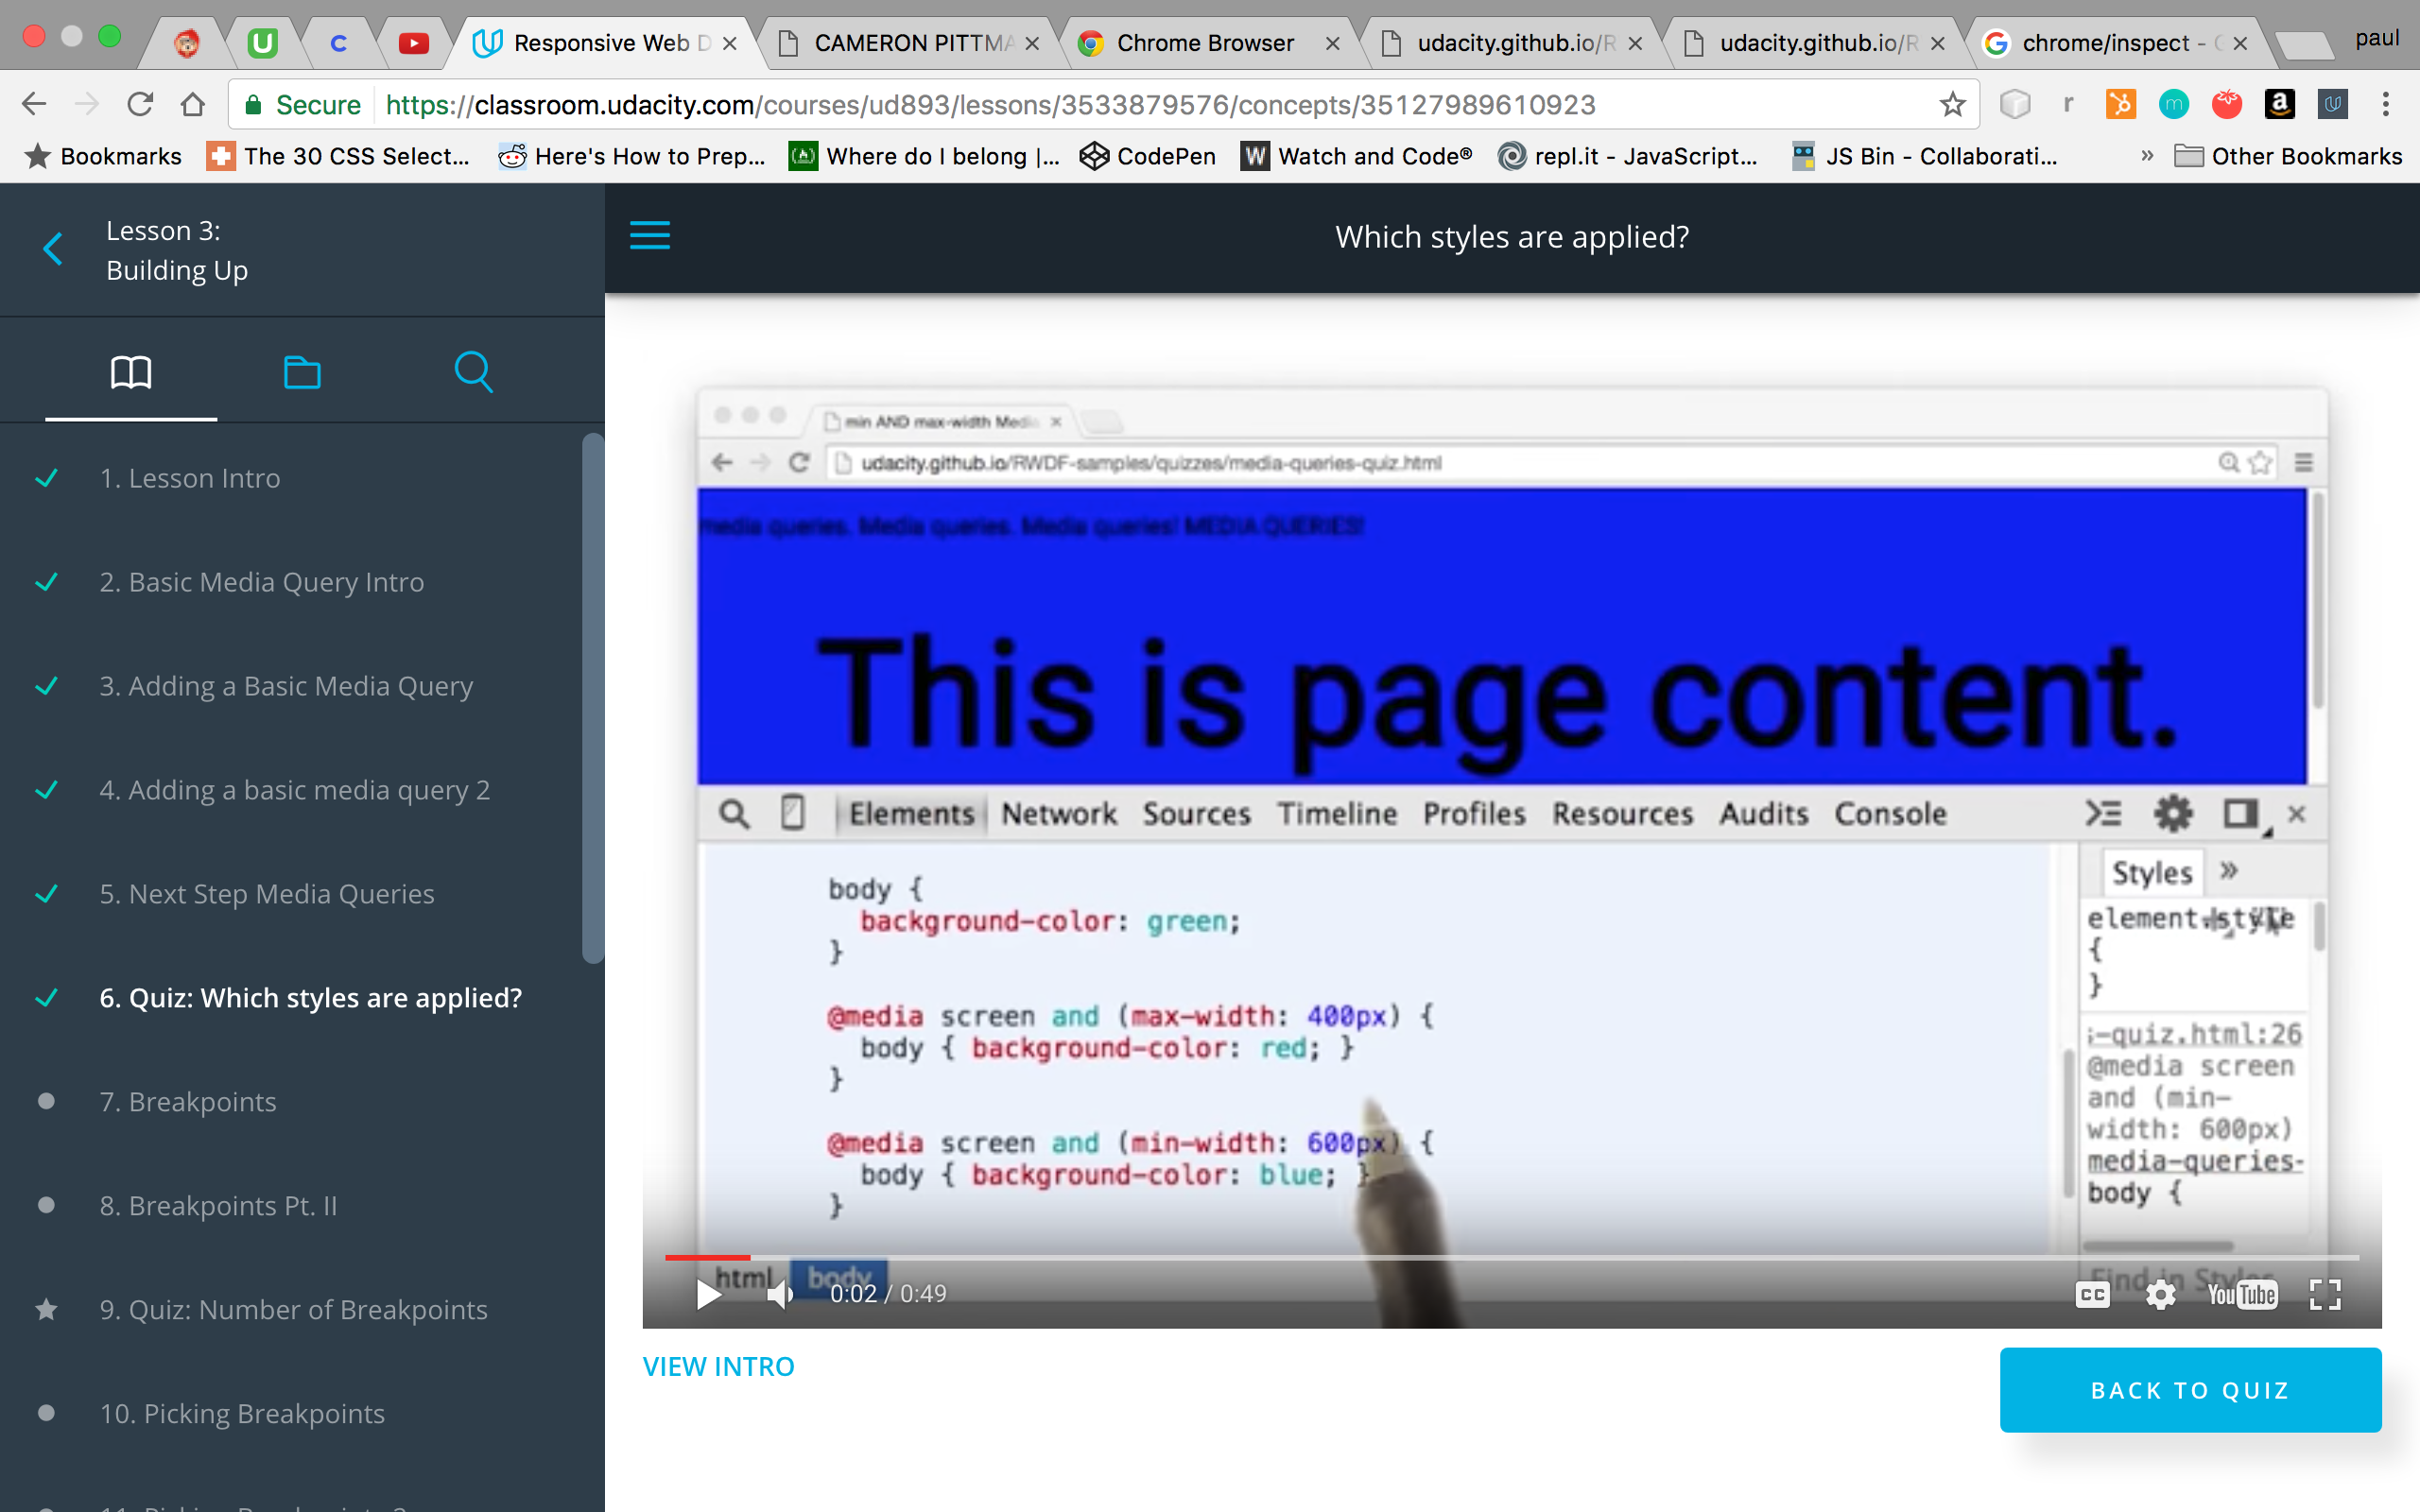 Responsive Web D
CAMERON PITTMA
Chrome Browser
udacity.github.io/R
udacity.github.io/R
chrome/inspect - G
paul
Secure
https://classroom.udacity.com/courses/ud893/lessons/3533879576/concepts/35127989610923
Bookmarks
The 30 CSS Select...
Here's How to Prep...
Where do I belong |...
CodePen
Watch and Code®
repl.it - JavaScript...
JS Bin - Collaborati...
»
Other Bookmarks
Lesson 3:
Building Up
Which styles are applied?
1. Lesson Intro
2. Basic Media Query Intro
3. Adding a Basic Media Query
4. Adding a basic media query 2
5. Next Step Media Queries
6. Quiz: Which styles are applied?
7. Breakpoints
8. Breakpoints Pt. II
9. Quiz: Number of Breakpoints
10. Picking Breakpoints
min AND max-width Media
udacity.github.io/RWDF-samples/quizzes/media-queries-quiz.html
media queries. Media queries. Media queries! MEDIA QUERIES!
This is page content.
Elements Network Sources Timeline Profiles Resources Audits Console
body {
background-color: green;
}
@media screen and (max-width: 400px) {
body { background-color: red; }
}
@media screen and (min-width: 600px) {
body { background-color: blue; }
}
html body
Styles »
element.style
{
}
s-quiz.html:26
@media screen
and (min-
width: 600px)
media-queries-
body {
Find in Styles
0:02 / 0:49
CC
YouTube
VIEW INTRO
BACK TO QUIZ